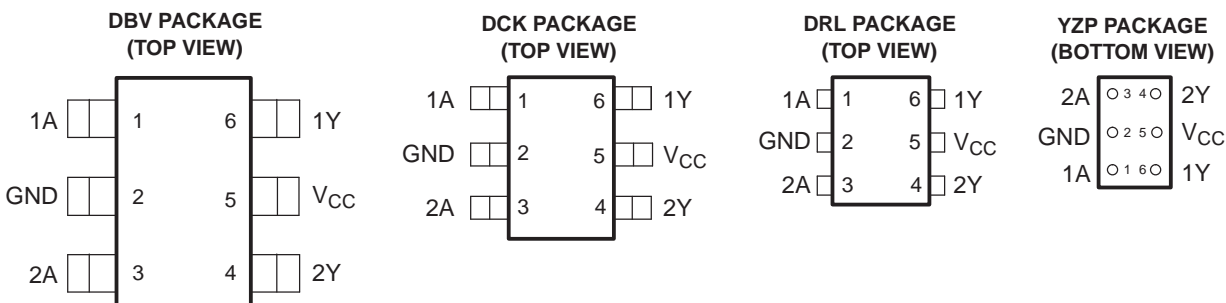 DBV PACKAGE
(TOP VIEW)
1A 1 6 1Y
GND 2 5 VCC
2A 3 4 2Y
DCK PACKAGE
(TOP VIEW)
1A 1 6 1Y
GND 2 5 VCC
2A 3 4 2Y
DRL PACKAGE
(TOP VIEW)
1A 1 6 1Y
GND 2 5 VCC
2A 3 4 2Y
YZP PACKAGE
(BOTTOM VIEW)
2A 3 4 2Y
GND 2 5 VCC
1A 1 6 1Y